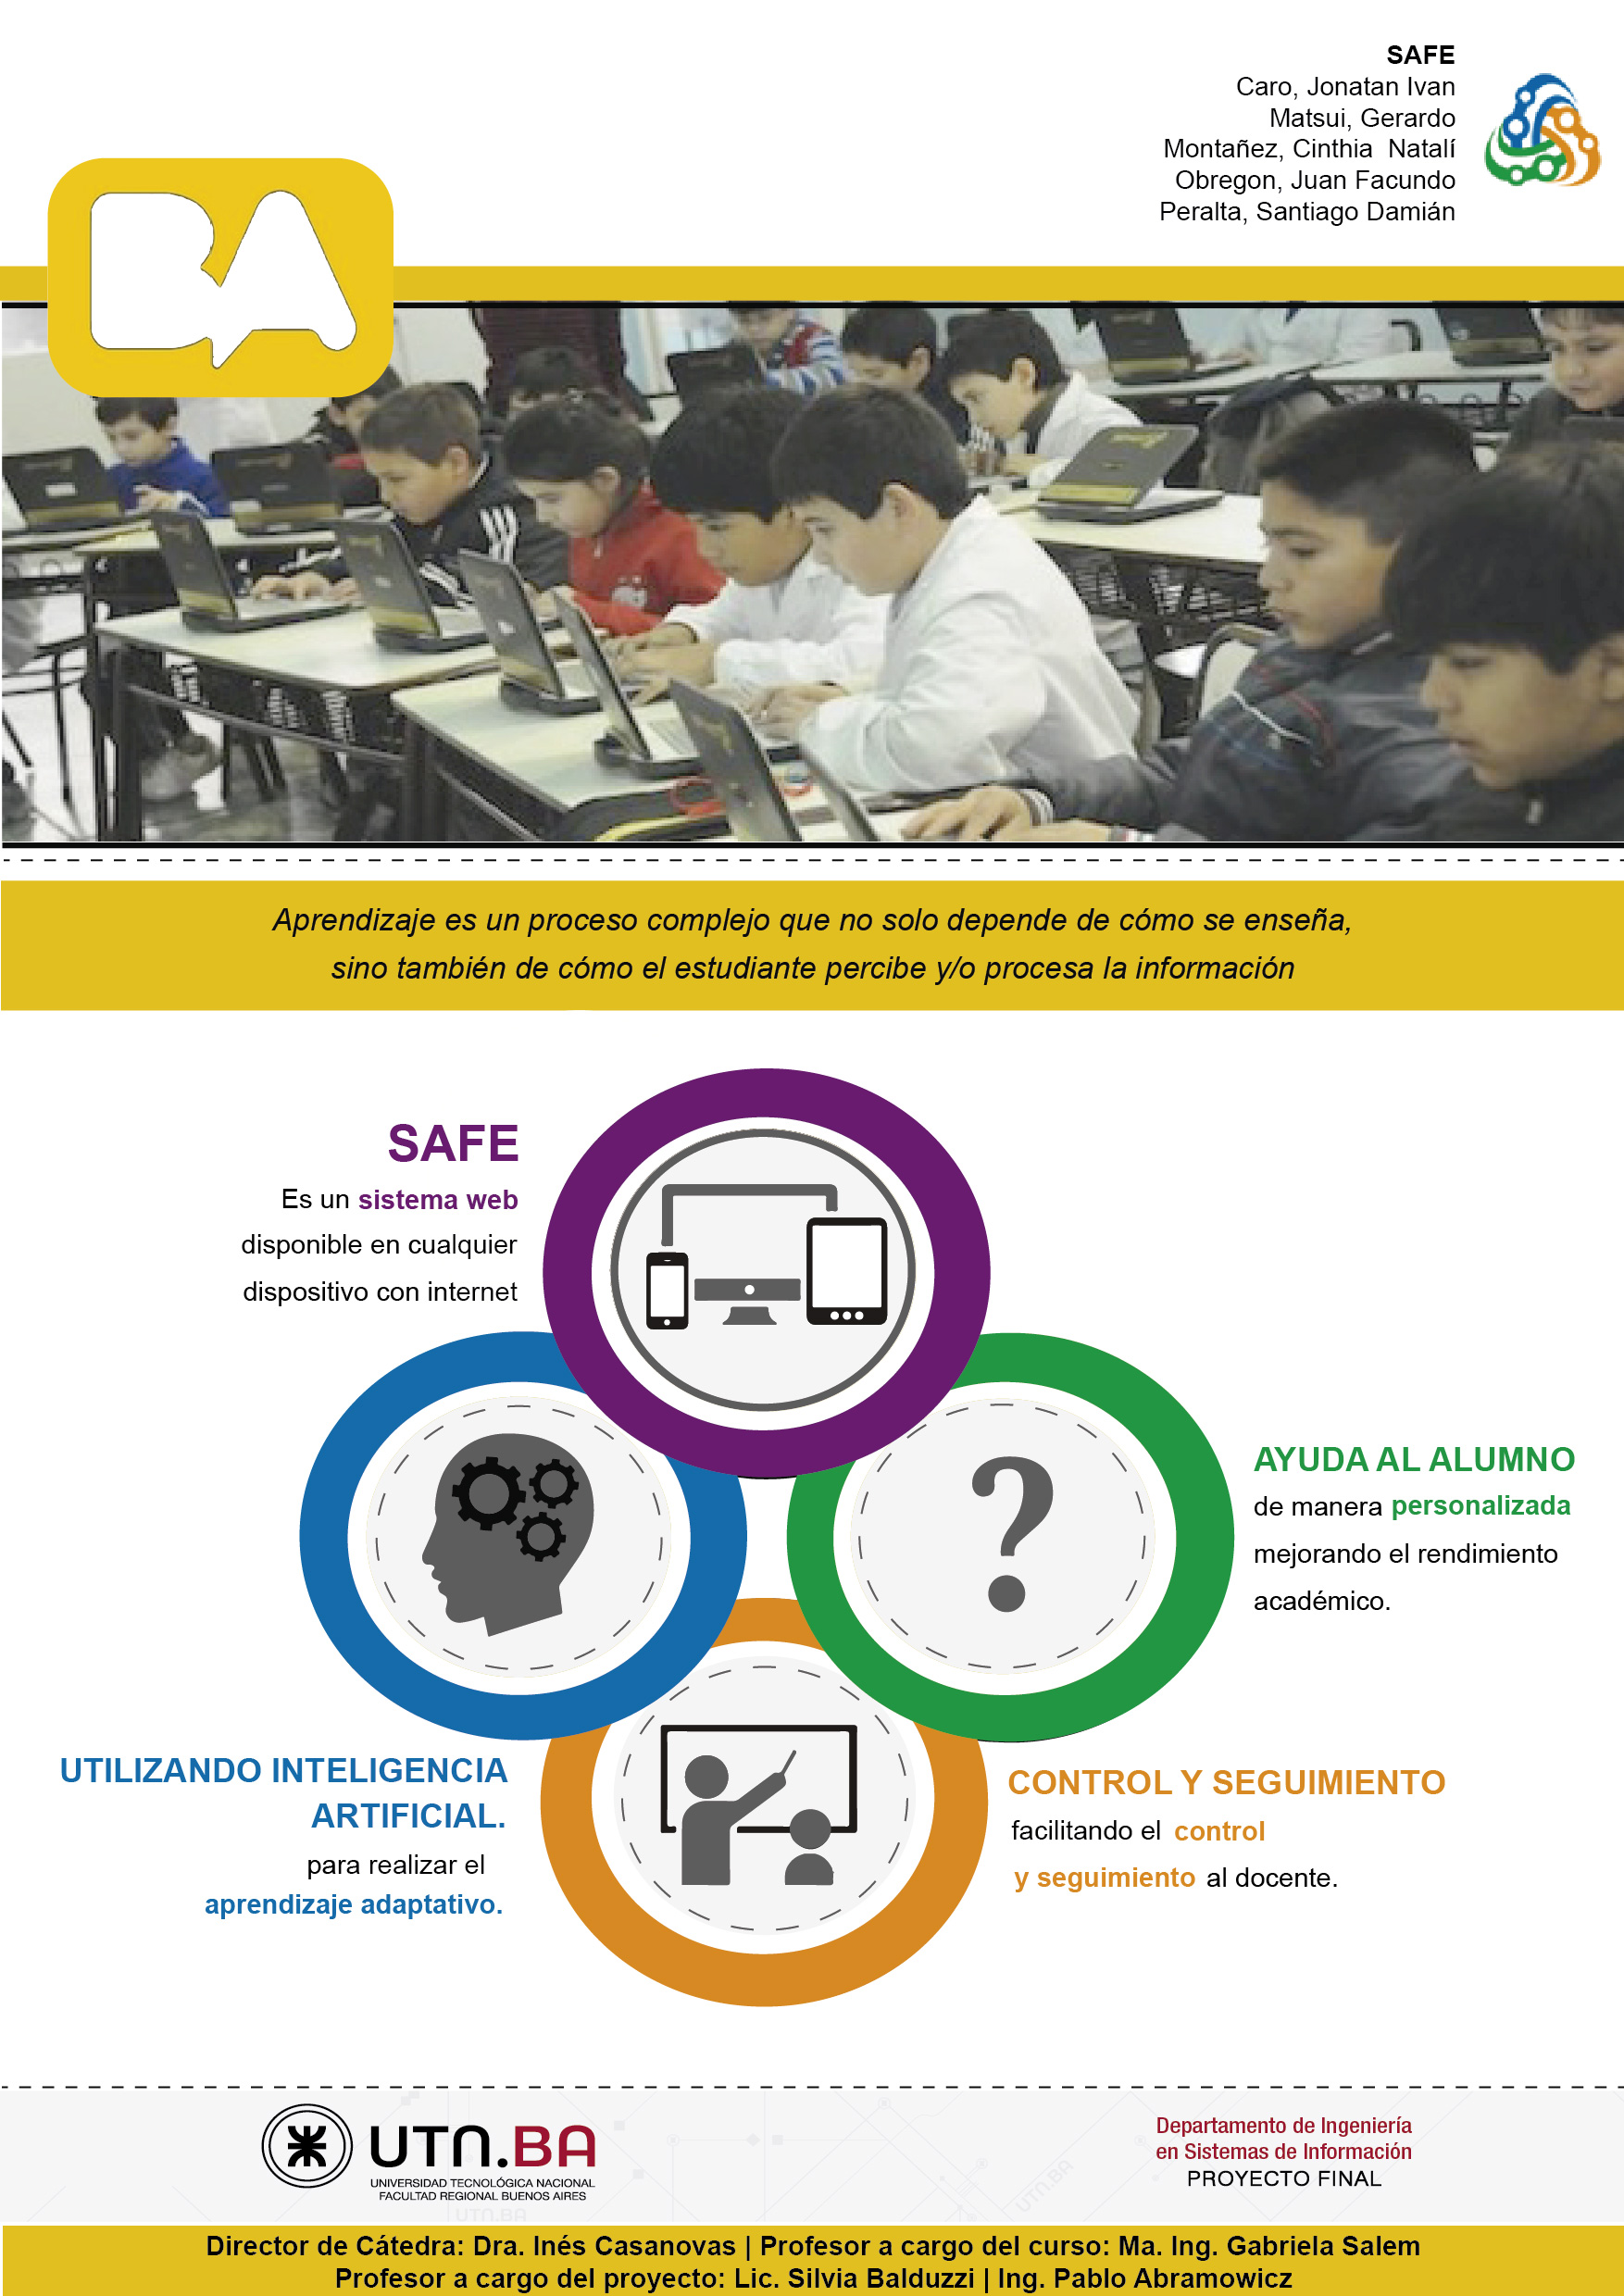 SAFE
Caro, Jonatan Ivan
Matsui, Gerardo
Montañez, Cinthia Natalí
Obregon, Juan Facundo
Peralta, Santiago Damián
BA
Aprendizaje es un proceso complejo que no solo depende de cómo se enseña,
sino también de cómo el estudiante percibe y/o procesa la información
SAFE
Es un sistema web
disponible en cualquier
dispositivo con internet
?
AYUDA AL ALUMNO
de manera personalizada
mejorando el rendimiento
académico.
UTILIZANDO INTELIGENCIA
ARTIFICIAL.
para realizar el
aprendizaje adaptativo.
CONTROL Y SEGUIMIENTO
facilitando el control
y seguimiento al docente.
UTN.BA
UNIVERSIDAD TECNOLÓGICA NACIONAL
FACULTAD REGIONAL BUENOS AIRES
UTN.BA
UTN.BA
Departamento de Ingeniería
en Sistemas de Información
PROYECTO FINAL
Director de Cátedra: Dra. Inés Casanovas | Profesor a cargo del curso: Ma. Ing. Gabriela Salem
Profesor a cargo del proyecto: Lic. Silvia Balduzzi | Ing. Pablo Abramowicz